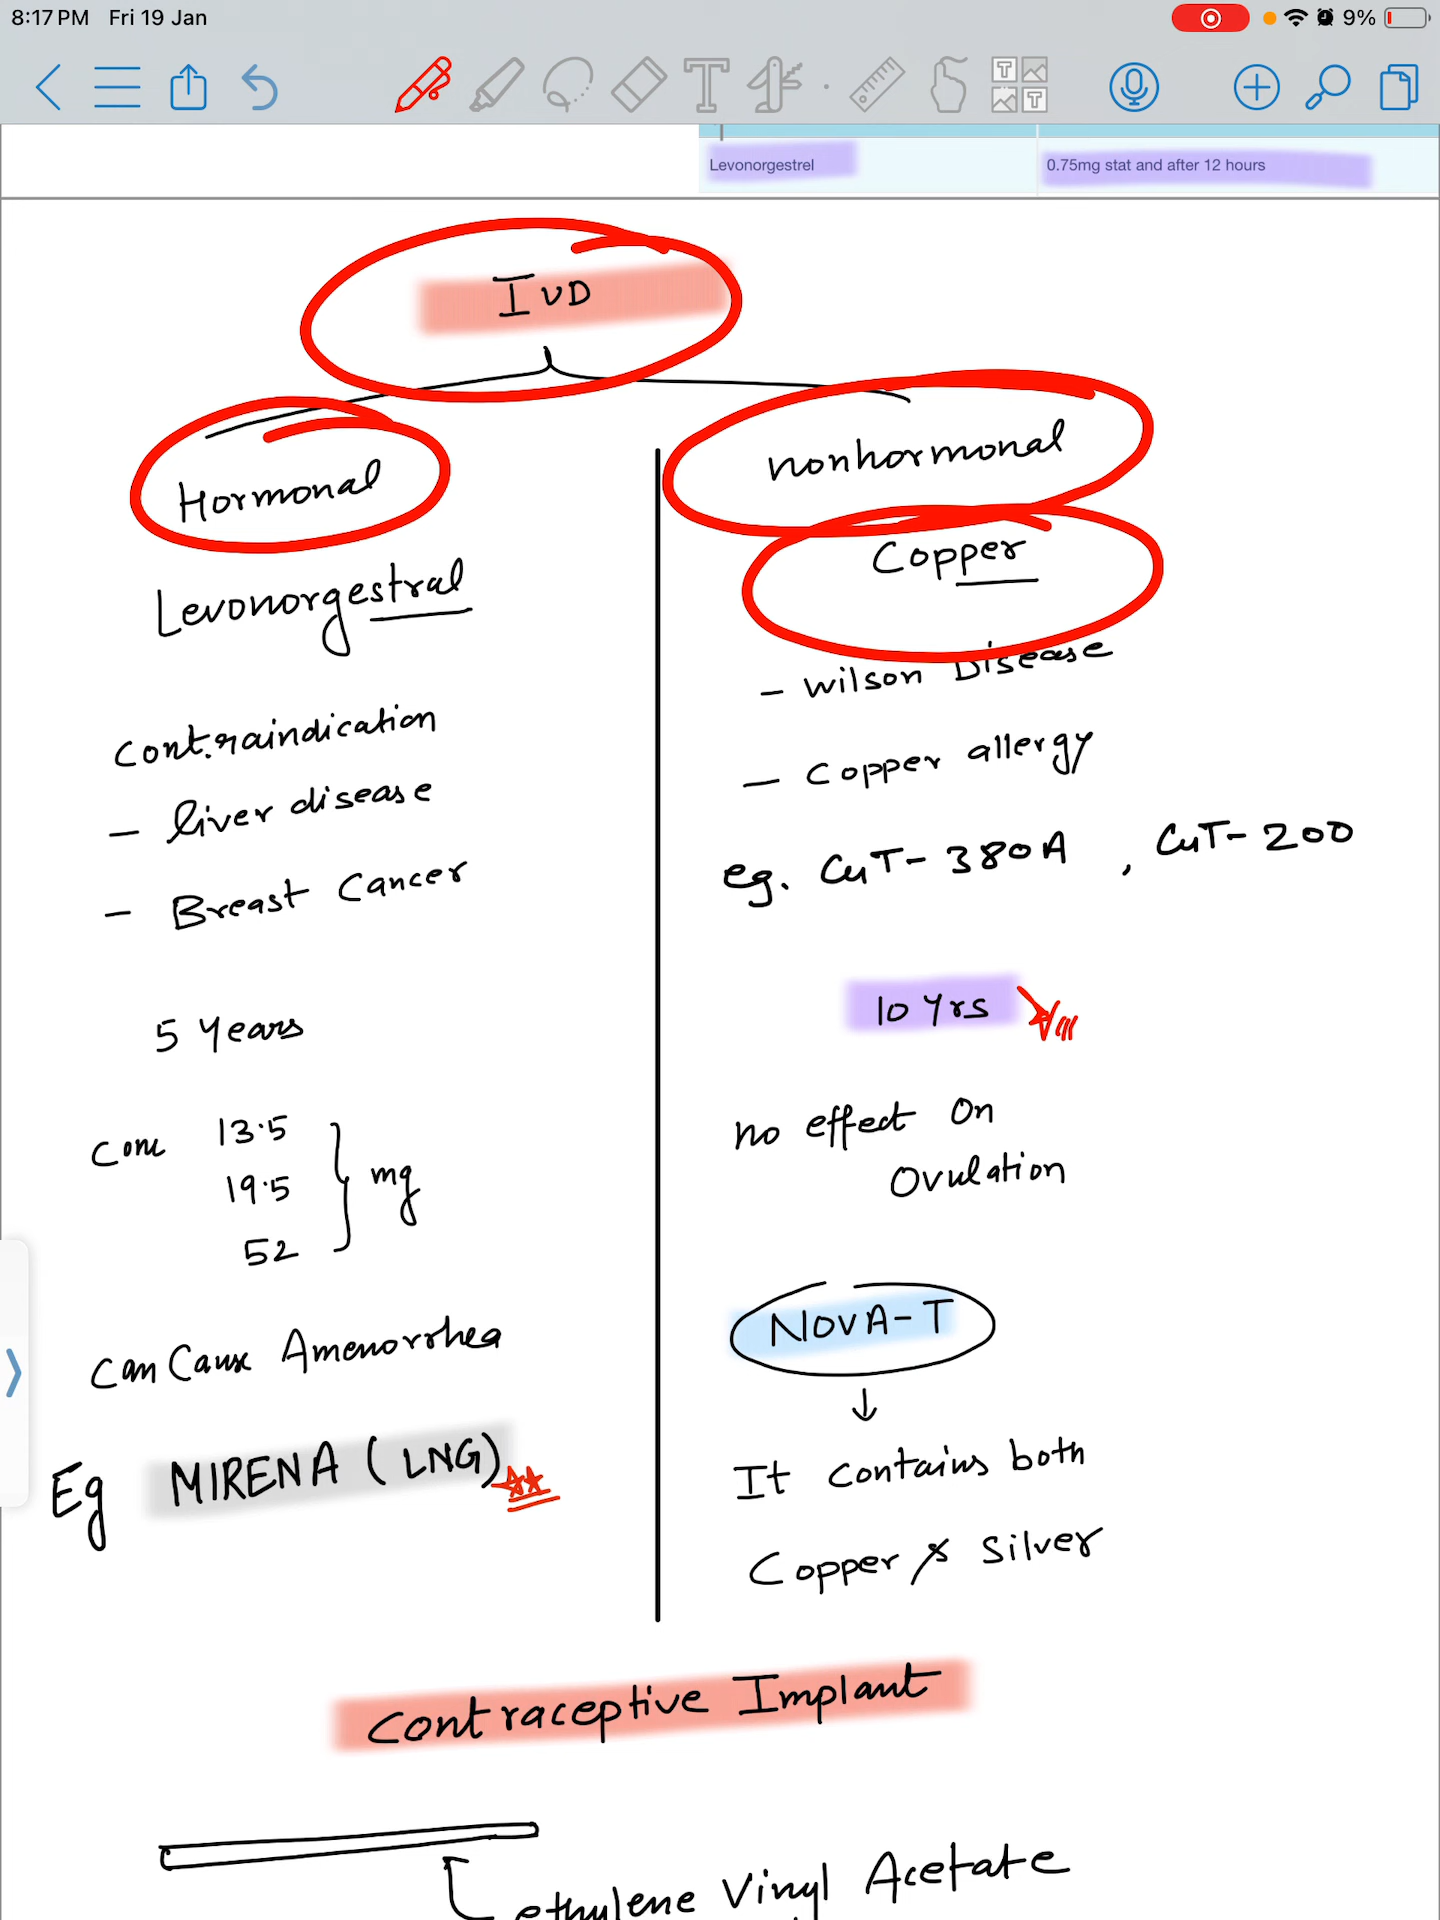 8:17 PM Fri 19 Jan
9%
Levonorgestrel
0.75mg stat and after 12 hours
IUD
Hormonal
Levonorgestral
Contraindication
- liver disease
- Breast Cancer
5 Years
Conc 13.5
19.5
52
mg
Can Cause Amenorrhea
Eg MIRENA (LNG)
nonhormonal
Copper
- Wilson Disease
- Copper allergy
eg. CuT-380A , CuT-200
10 Yrs
No effect On
Ovulation
NOVA-T
↓
It contains both
Copper & Silver
Contraceptive Implant
ethylene Vinyl Acetate